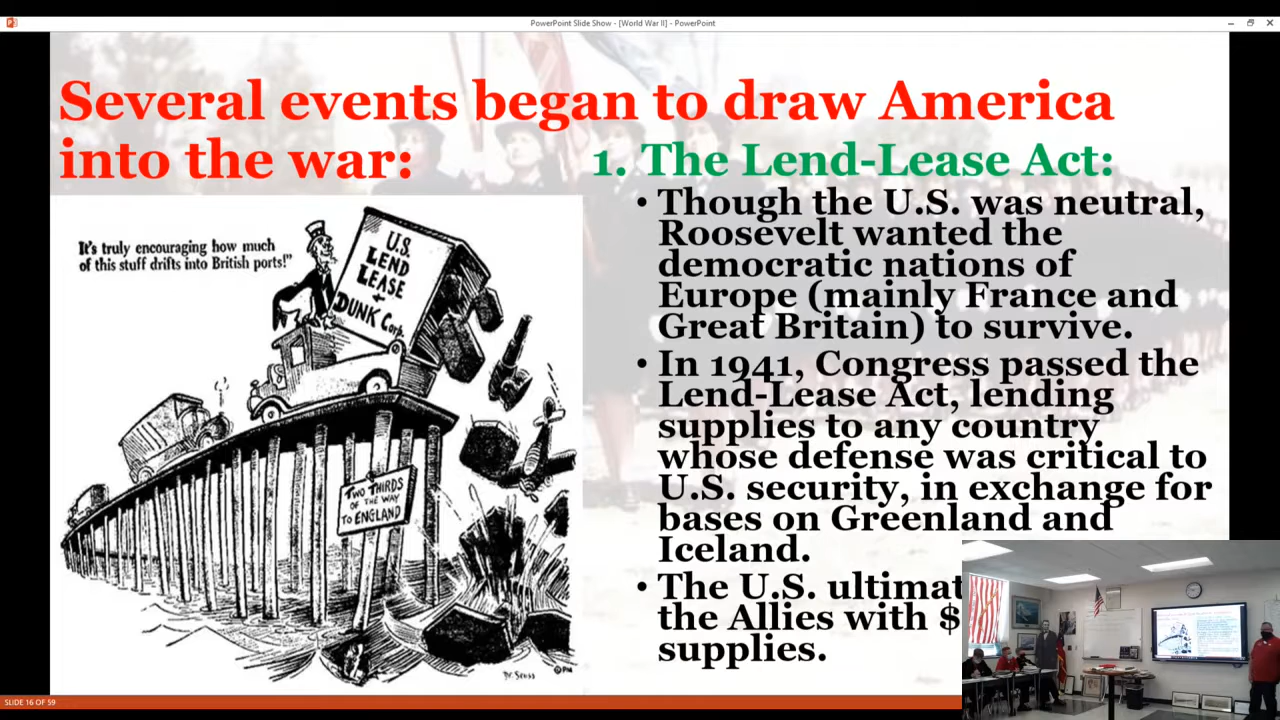 PowerPoint Slide Show - [World War II] - PowerPoint
Several events began to draw America
into the war:
1. The Lend-Lease Act:
• Though the U.S. was neutral,
Roosevelt wanted the
democratic nations of
Europe (mainly France and
Great Britain) to survive.
• In 1941, Congress passed the
Lend-Lease Act, lending
supplies to any country
whose defense was critical to
U.S. security, in exchange for
bases on Greenland and
Iceland.
• The U.S. ultimat
the Allies with $
supplies.
It's truly encouraging how much
of this stuff drifts into British ports!"
U.S.
LEND
LEASE
+
DUNK Corp.
TWO THIRDS
OF THE WAY
TO ENGLAND
Dr. Seuss
©PM
SLIDE 16 OF 59